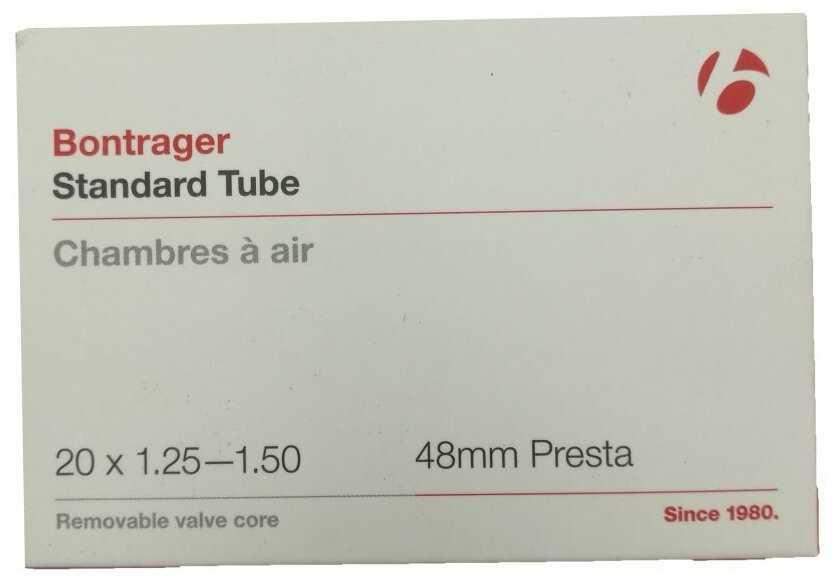 Bontrager
Standard Tube
Chambres à air
20 x 1.25—1.50
48mm Presta
Removable valve core
Since 1980.